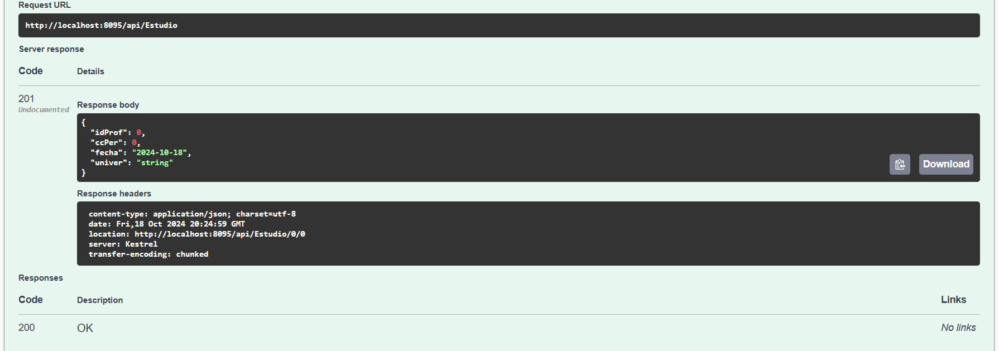 Request URL
http://localhost:8095/api/Estudio
Server response
Code Details
201
Undocumented
Response body
{
  "idProf": 0,
  "ccPer": 0,
  "fecha": "2024-10-18",
  "univer": "string"
}
Download
Response headers
content-type: application/json; charset=utf-8
date: Fri,18 Oct 2024 20:24:59 GMT
location: http://localhost:8095/api/Estudio/0/0
server: Kestrel
transfer-encoding: chunked
Responses
Code Description Links
200 OK No links